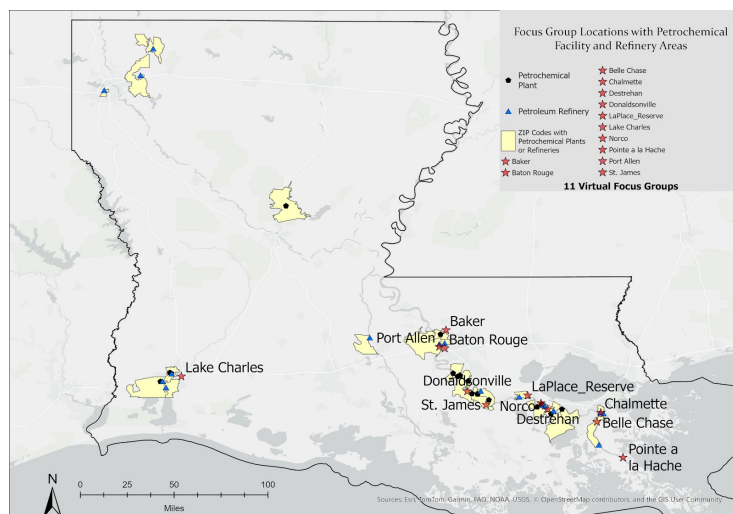 Focus Group Locations with Petrochemical
Facility and Refinery Areas
Petrochemical
Plant
Petroleum Refinery
ZIP Codes with
Petrochemical Plants
or Refineries
Baker
Baton Rouge
Belle Chase
Chalmette
Destrehan
Donaldsonville
LaPlace_Reserve
Lake Charles
Norco
Pointe a la Hache
Port Allen
St. James
11 Virtual Focus Groups
Baker
Port Allen
Baton Rouge
Lake Charles
Donaldsonville
LaPlace_Reserve
St. James
Norco
Chalmette
Destrehan
Belle Chase
Pointe a
la Hache
N
0 25 50 100
Miles
Sources: Esri, TomTom, Garmin, FAO, NOAA, USGS, © OpenStreetMap contributors, and the GIS User Community